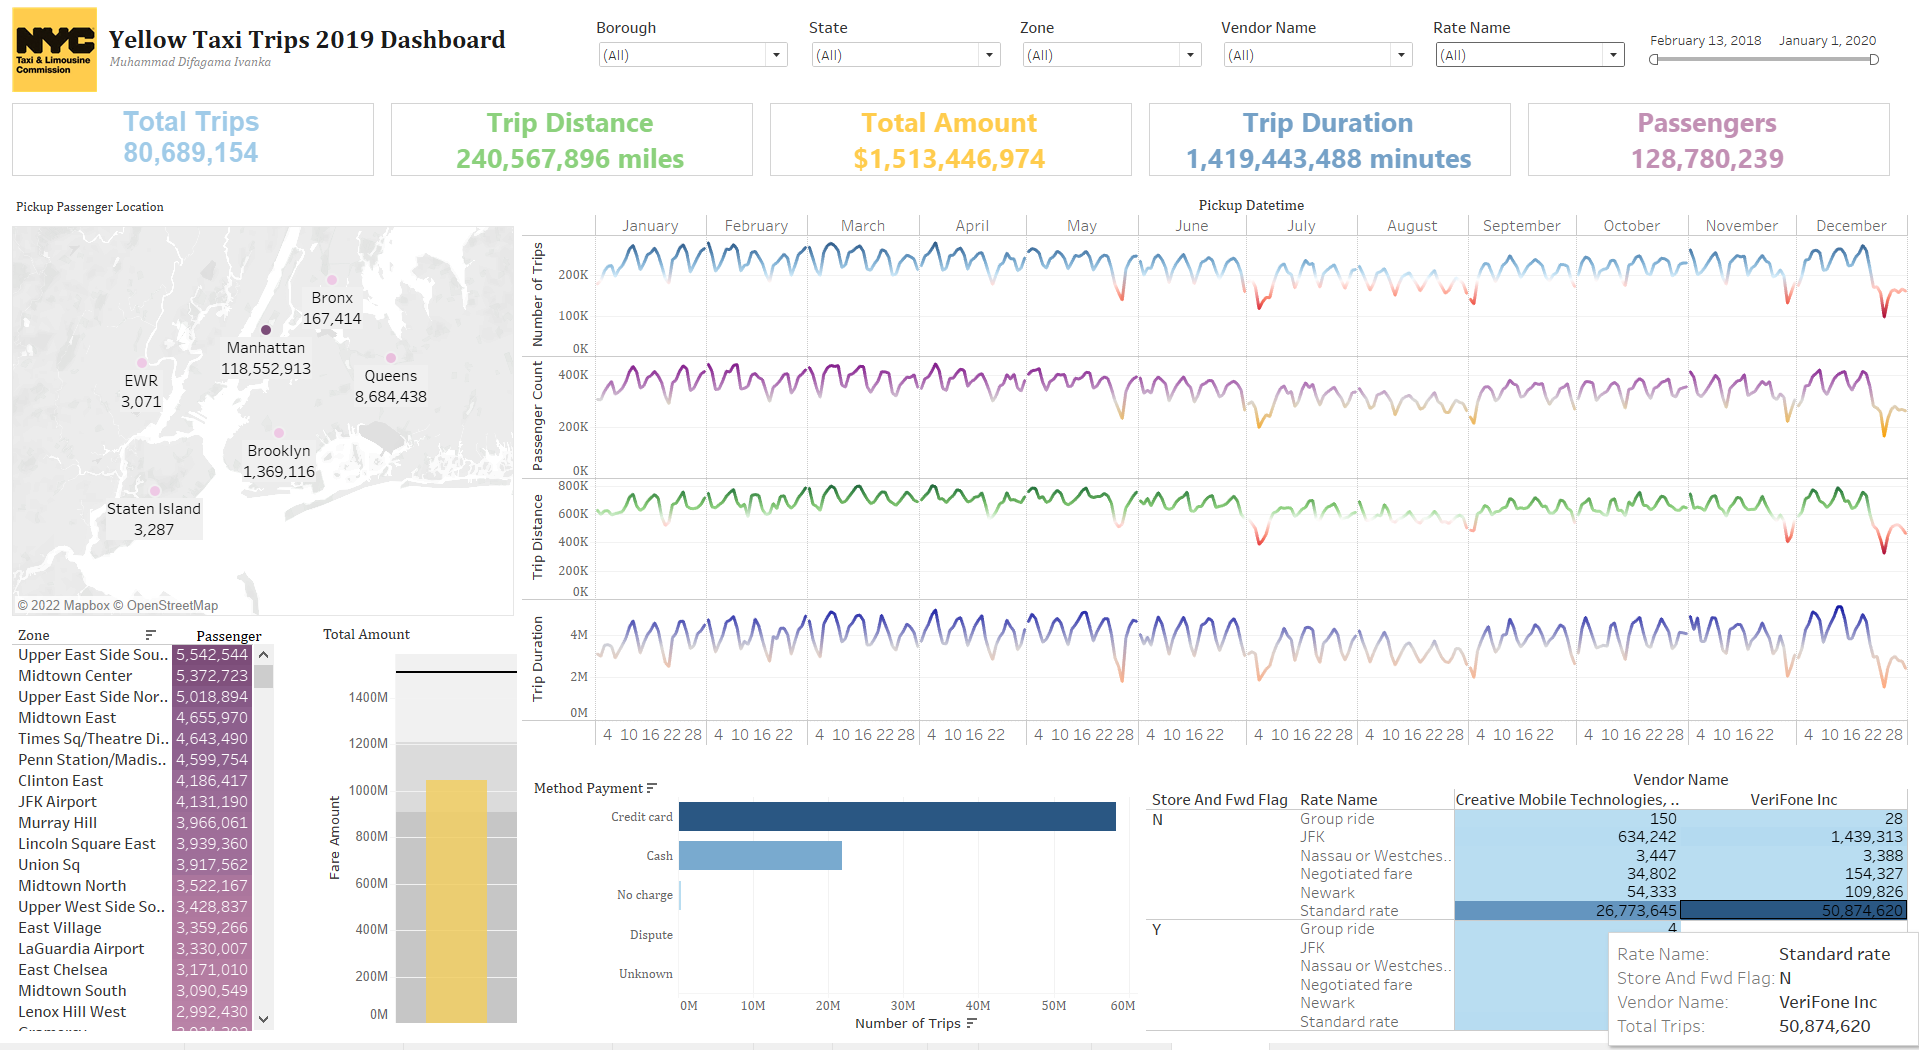 NYC
Taxi & Limousine
Commission
Yellow Taxi Trips 2019 Dashboard
Muhammad Difagama Ivanka
Borough
(All)
State
(All)
Zone
(All)
Vendor Name
(All)
Rate Name
(All)
February 13, 2018 January 1, 2020
Total Trips
80,689,154
Trip Distance
240,567,896 miles
Total Amount
$1,513,446,974
Trip Duration
1,419,443,488 minutes
Passengers
128,780,239
Pickup Passenger Location
Bronx
167,414
Manhattan
118,552,913
EWR
3,071
Queens
8,684,438
Brooklyn
1,369,116
Staten Island
3,287
© 2022 Mapbox © OpenStreetMap
Pickup Datetime
January February March April May June July August September October November December
Number of Trips
200K
100K
0K
Passenger Count
400K
200K
0K
Trip Distance
800K
600K
400K
200K
0K
Trip Duration
4M
2M
0M
4 10 16 22 28 4 10 16 22 4 10 16 22 28 4 10 16 22 4 10 16 22 28 4 10 16 22 4 10 16 22 28 4 10 16 22 28 4 10 16 22 4 10 16 22 28 4 10 16 22 4 10 16 22 28
Zone Passenger
Upper East Side Sou.. 5,542,544
Midtown Center 5,372,723
Upper East Side Nor.. 5,018,894
Midtown East 4,655,970
Times Sq/Theatre Di.. 4,643,490
Penn Station/Madis.. 4,599,754
Clinton East 4,186,417
JFK Airport 4,131,190
Murray Hill 3,966,061
Lincoln Square East 3,939,360
Union Sq 3,917,562
Midtown North 3,522,167
Upper West Side So.. 3,428,837
East Village 3,359,266
LaGuardia Airport 3,330,007
East Chelsea 3,171,010
Midtown South 3,090,549
Lenox Hill West 2,992,430
Total Amount
Fare Amount
1400M
1200M
1000M
800M
600M
400M
200M
0M
Method Payment
Credit card
Cash
No charge
Dispute
Unknown
0M 10M 20M 30M 40M 50M 60M
Number of Trips
Vendor Name
Store And Fwd Flag Rate Name Creative Mobile Technologies, .. VeriFone Inc
N Group ride 150 28
JFK 634,242 1,439,313
Nassau or Westches.. 3,447 3,388
Negotiated fare 34,802 154,327
Newark 54,333 109,826
Standard rate 26,773,645 50,874,620
Y Group ride 4
JFK
Nassau or Westches..
Negotiated fare
Newark
Standard rate
Rate Name: Standard rate
Store And Fwd Flag: N
Vendor Name: VeriFone Inc
Total Trips: 50,874,620